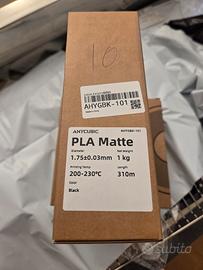 10
AHYGBK-101
ANYCUBIC
AHYGBK-101
PLA Matte
Diameter
Net weight
1.75±0.03mm
1 kg
Printing temp
Length
200-230℃
310m
Color
Black
subito